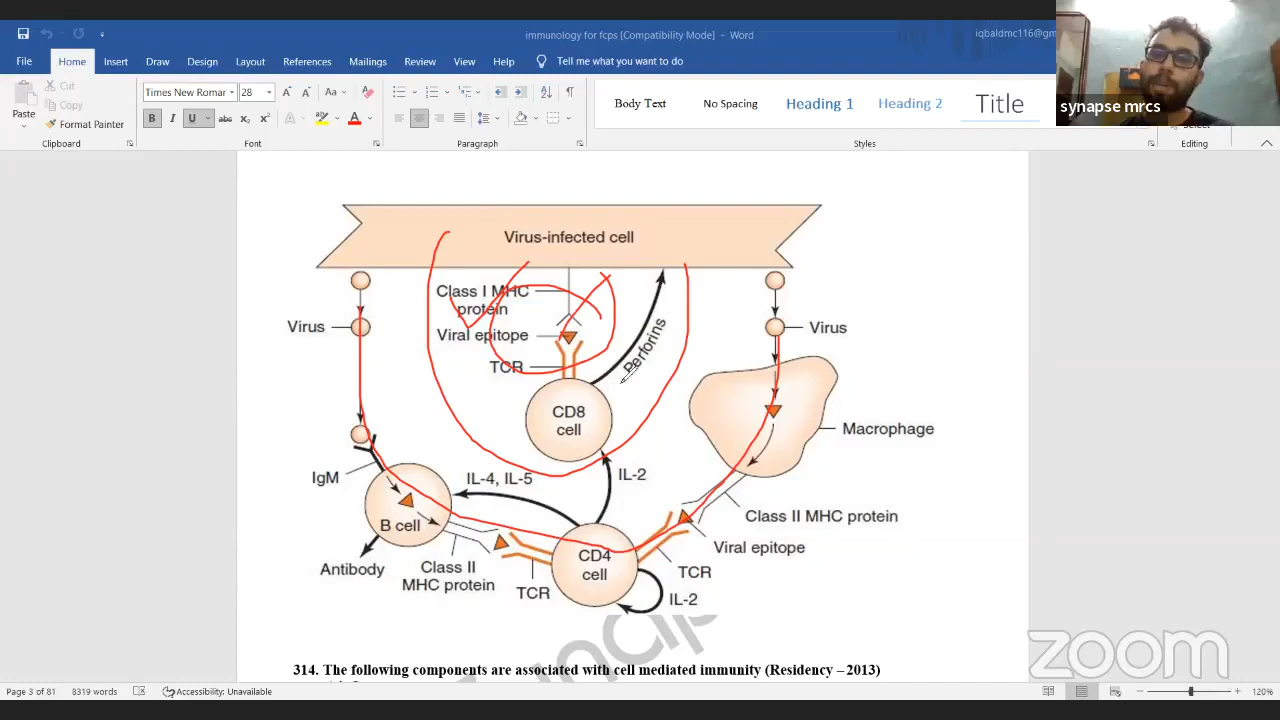 immunology for fcps [Compatibility Mode] - Word
iqbaldmc116@gm
File Home Insert Draw Design Layout References Mailings Review View Help Tell me what you want to do
synapse mrcs
Cut
Copy
Paste
Format Painter
Times New Romar 28
Body Text No Spacing Heading 1 Heading 2 Title
Clipboard Font Paragraph Styles Editing
Virus-infected cell
Class I MHC
protein
Viral epitope
TCR
Perforins
Virus
Virus
CD8
cell
Macrophage
IgM
IL-4, IL-5
IL-2
B cell
Class II MHC protein
Viral epitope
Antibody
Class II
MHC protein
TCR
CD4
cell
TCR
IL-2
314. The following components are associated with cell mediated immunity (Residency – 2013)
zoom
Page 3 of 81 8319 words Accessibility: Unavailable 120%